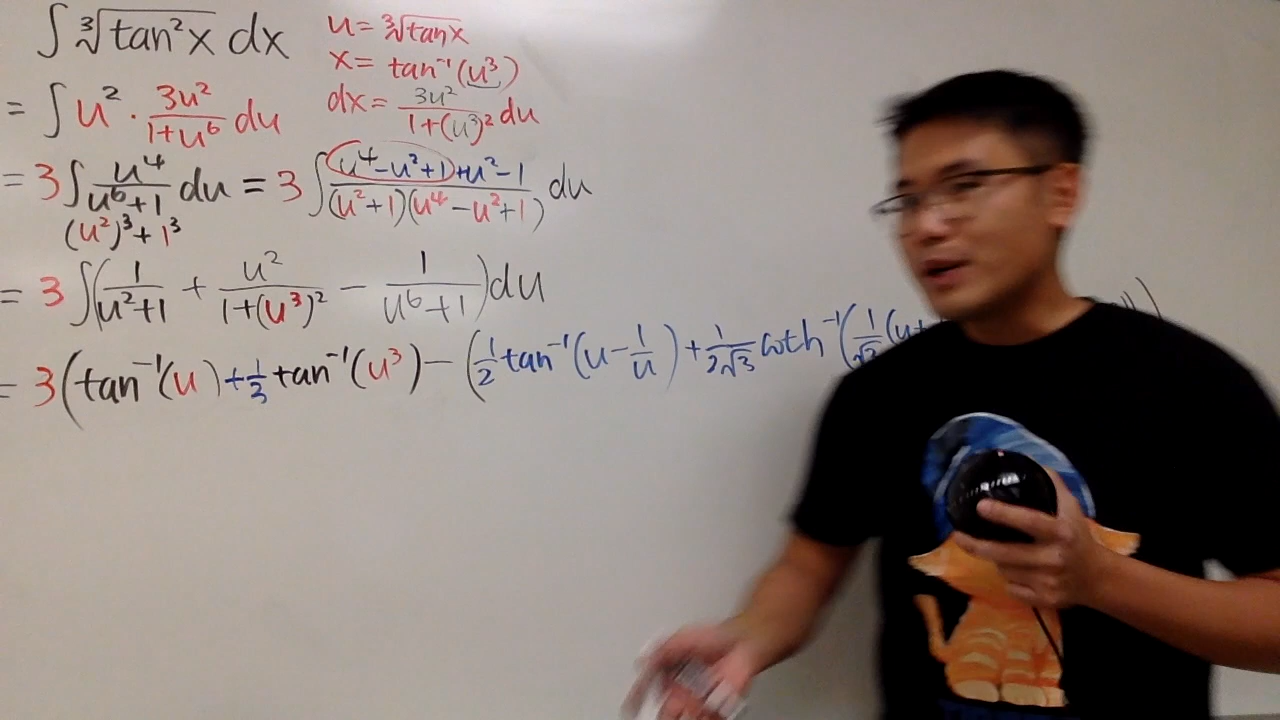 ∫ ∛(tan²x) dx
u = ∛(tan x)
x = tan⁻¹(u³)
dx = 3u²/(1+(u³)²) du
= ∫ u² · 3u²/(1+u⁶) du
= 3 ∫ u⁴/(u⁶+1) du = 3 ∫ (u⁴-u²+1+u²-1)/((u²+1)(u⁴-u²+1)) du
(u²)³+1³
= 3 ∫ (1/(u²+1) + u²/(1+(u³)²) - 1/(u⁶+1)) du
= 3(tan⁻¹(u) + 1/3 tan⁻¹(u³) - (1/2 tan⁻¹(u - 1/u) + 1/(2√3) coth⁻¹(1/√3 (u+